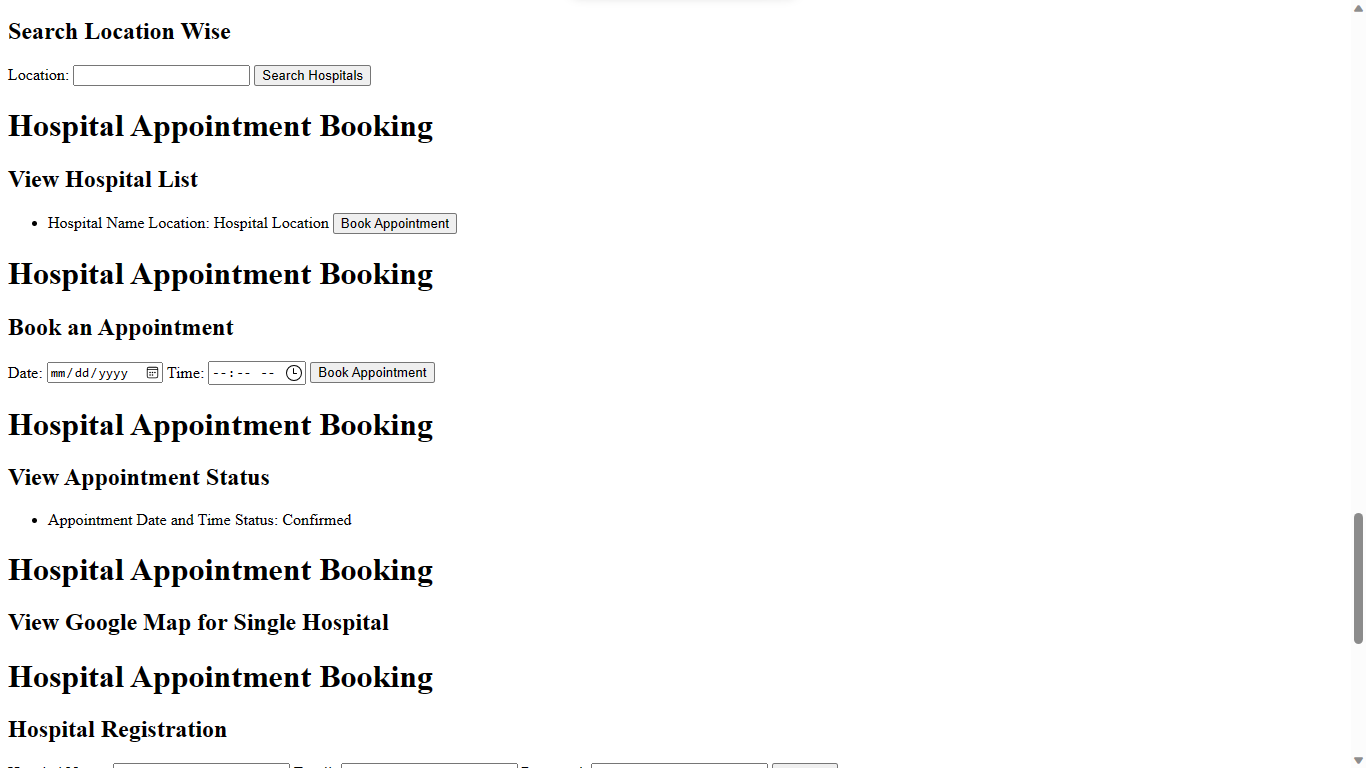 Search Location Wise
Location: Search Hospitals
Hospital Appointment Booking
View Hospital List
Hospital Name Location: Hospital Location Book Appointment
Hospital Appointment Booking
Book an Appointment
Date: mm/dd/yyyy Time: --:-- -- Book Appointment
Hospital Appointment Booking
View Appointment Status
Appointment Date and Time Status: Confirmed
Hospital Appointment Booking
View Google Map for Single Hospital
Hospital Appointment Booking
Hospital Registration